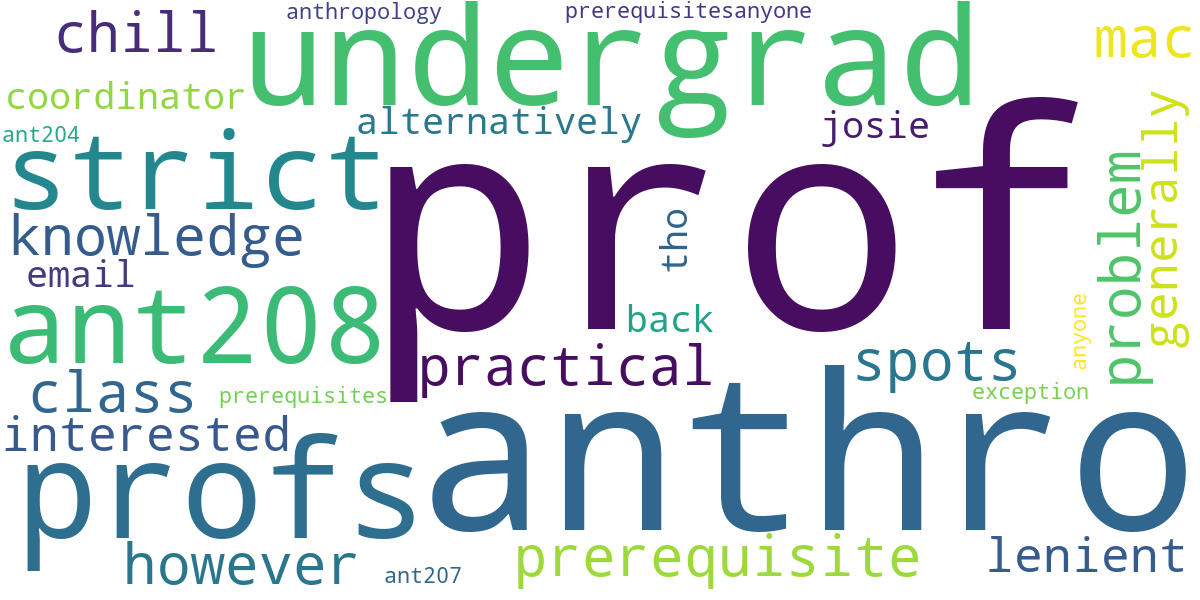 anthropology
prerequisitesanyone
chill
undergrad
mac
coordinator
alternatively
josie
ant204
strict
prof
generally
problem
knowledge
tho
email
ant208
back
anyone
practical
spots
class
prerequisites
exception
interested
anthro
profs
however
ant207
prerequisite
lenient